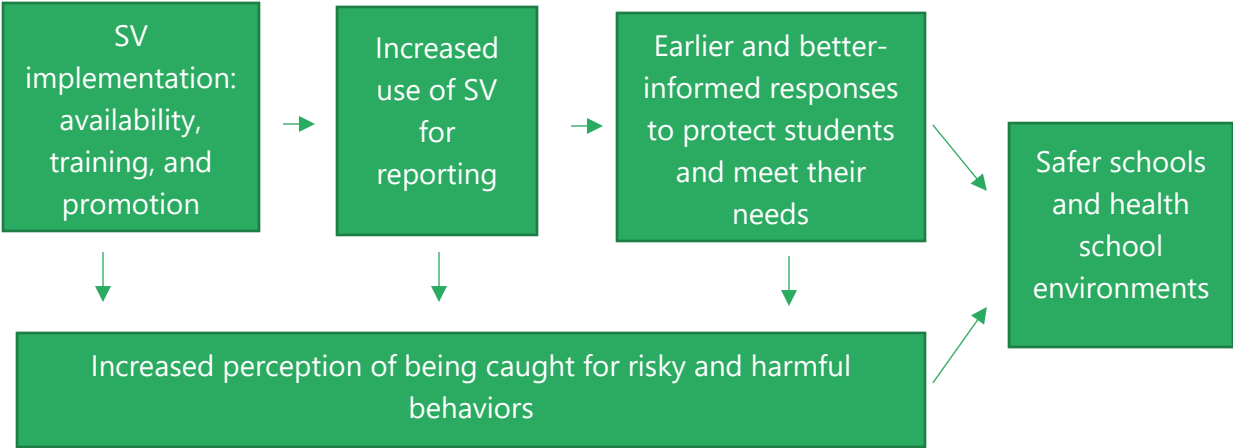 SV
implementation:
availability,
training, and
promotion
Increased
use of SV
for
reporting
Earlier and better-
informed responses
to protect students
and meet their
needs
Safer schools
and health
school
environments
Increased perception of being caught for risky and harmful
behaviors